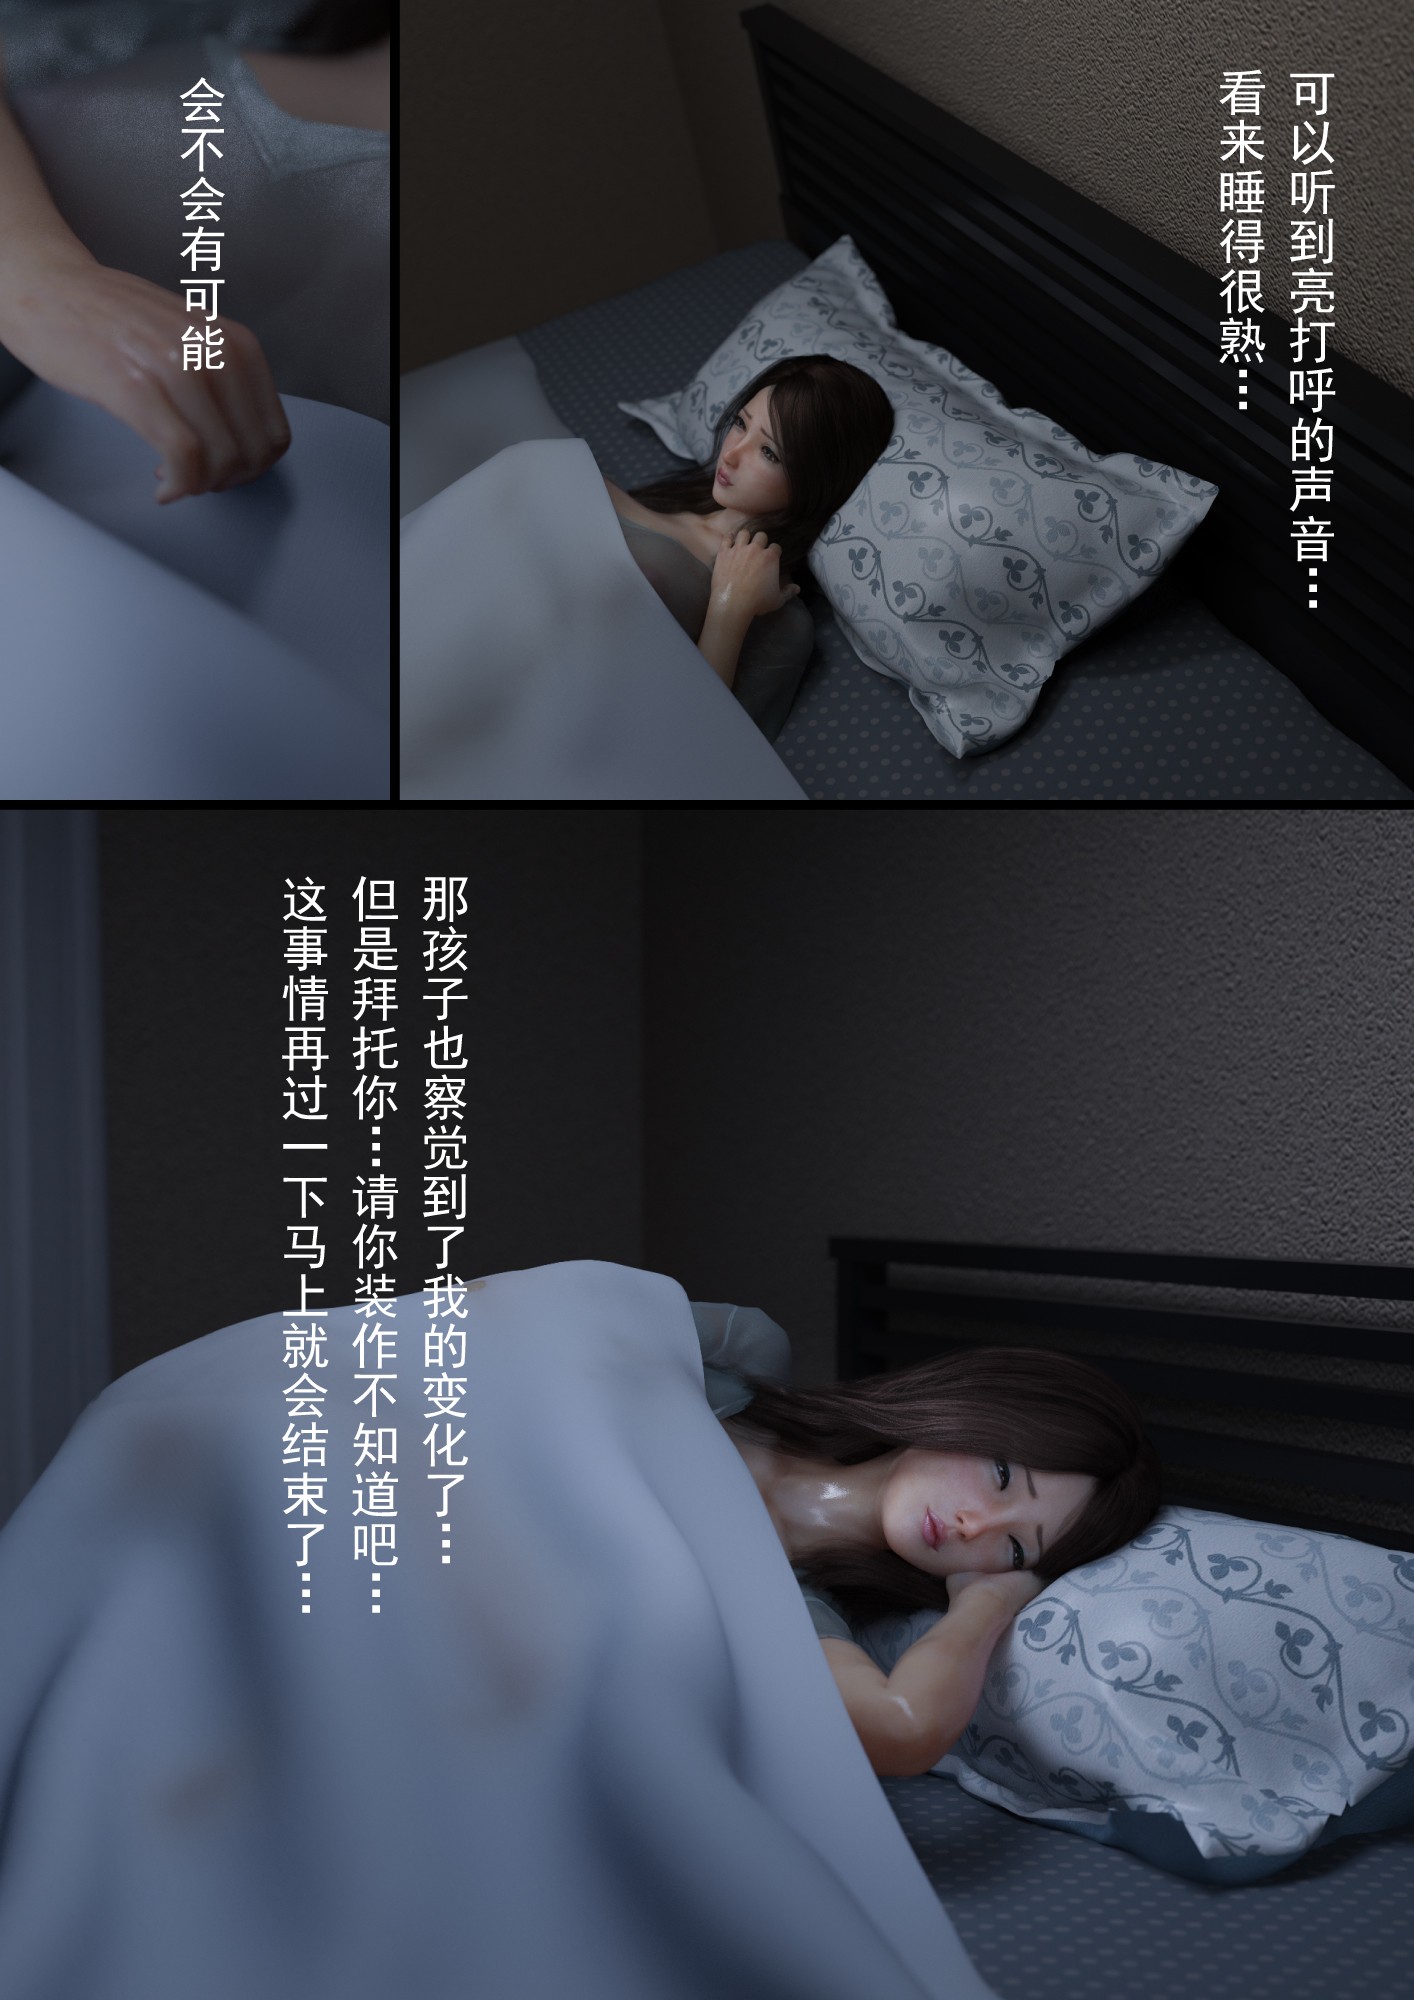 可以听到亮打呼的声音…
看来睡得很熟…
会不会有可能
那孩子也察觉到了我的变化了…
但是拜托你…请你装作不知道吧…
这事情再过一下马上就会结束了…